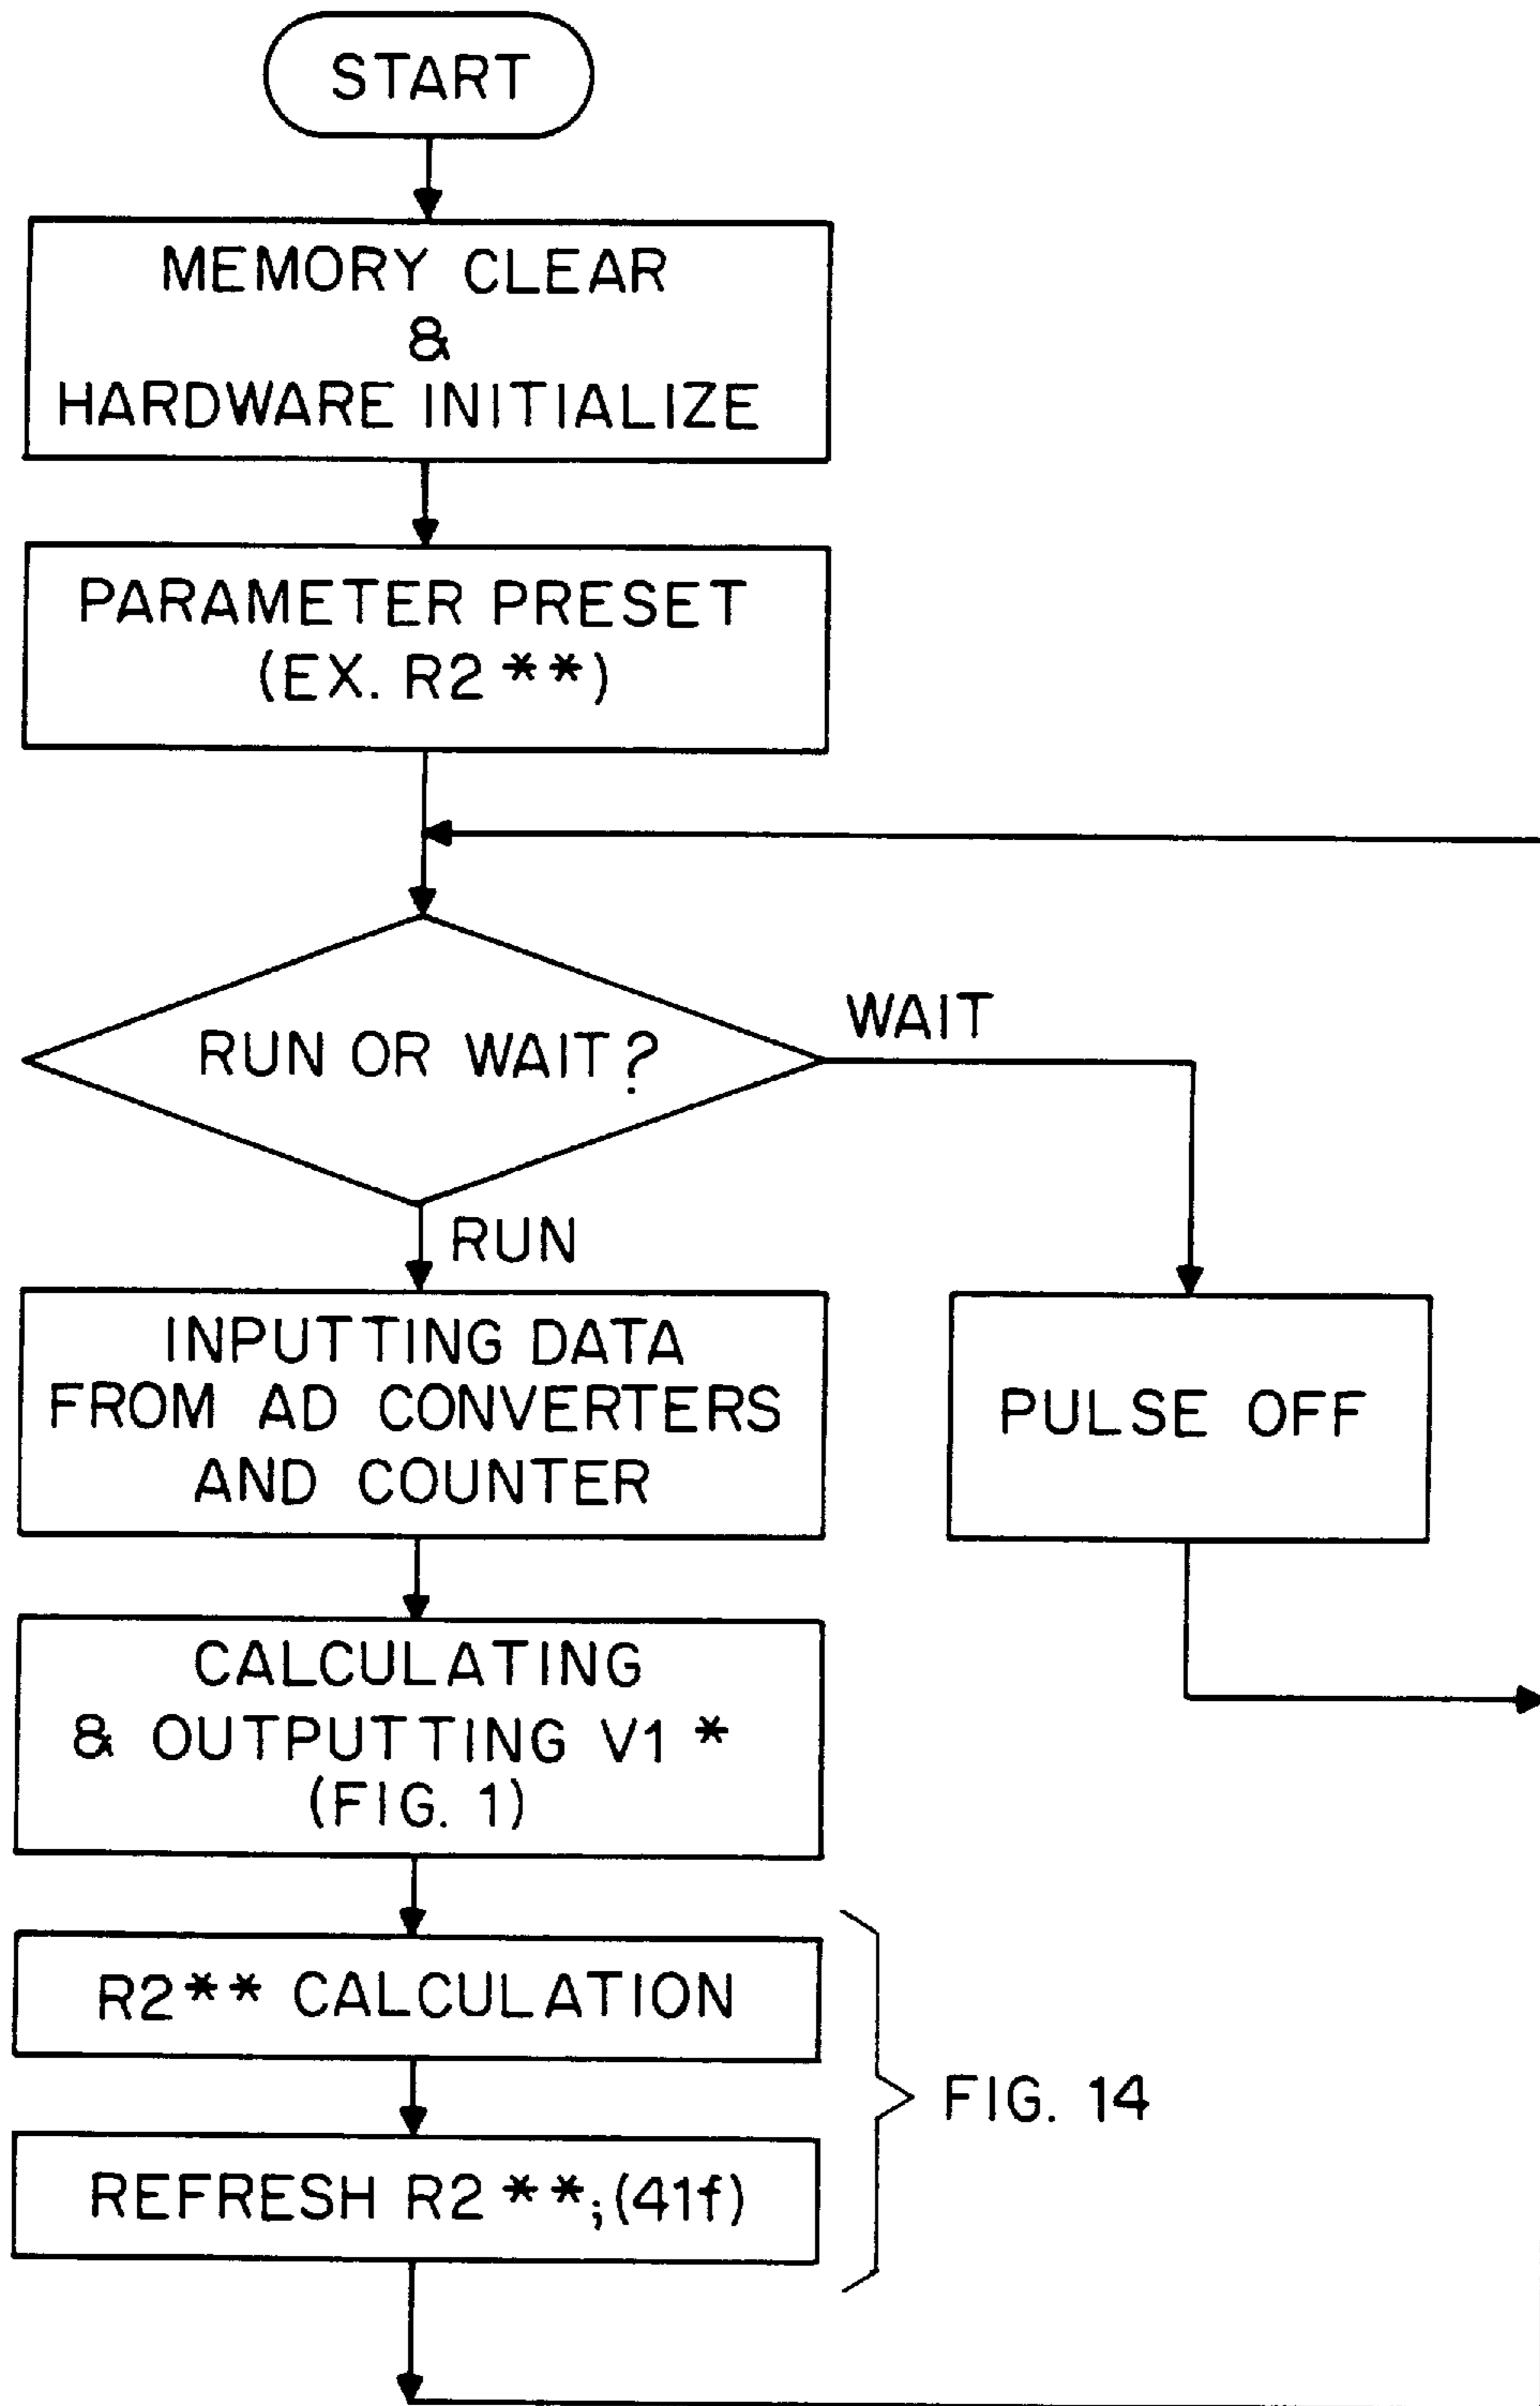 START
MEMORY CLEAR
&
HARDWARE INITIALIZE
PARAMETER PRESET
(EX. R2**)
RUN OR WAIT?
WAIT
RUN
INPUTTING DATA
FROM AD CONVERTERS
AND COUNTER
PULSE OFF
CALCULATING
& OUTPUTTING V1*
(FIG. 1)
R2** CALCULATION
REFRESH R2**;(41f)
FIG. 14